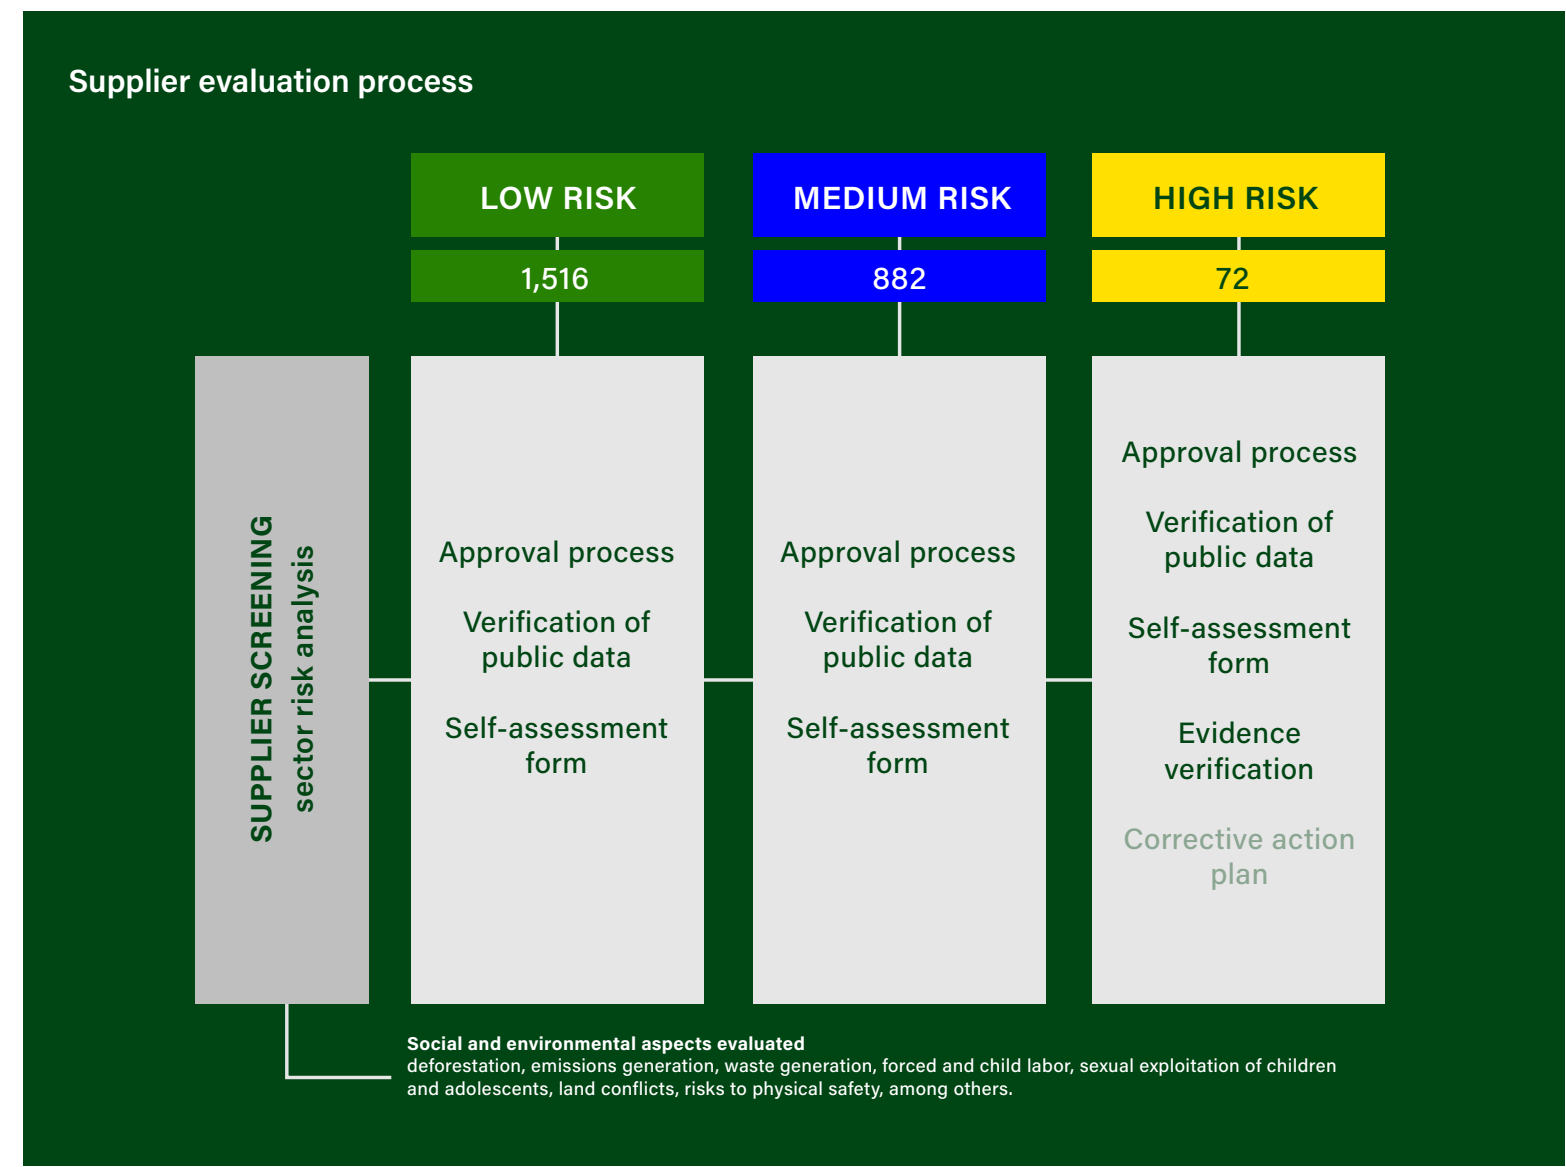 Supplier evaluation process
LOW RISK
1,516
MEDIUM RISK
882
HIGH RISK
72
SUPPLIER SCREENING
sector risk analysis
Approval process
Verification of
public data
Self-assessment
form
Approval process
Verification of
public data
Self-assessment
form
Approval process
Verification of
public data
Self-assessment
form
Evidence
verification
Corrective action
plan
Social and environmental aspects evaluated
deforestation, emissions generation, waste generation, forced and child labor, sexual exploitation of children
and adolescents, land conflicts, risks to physical safety, among others.